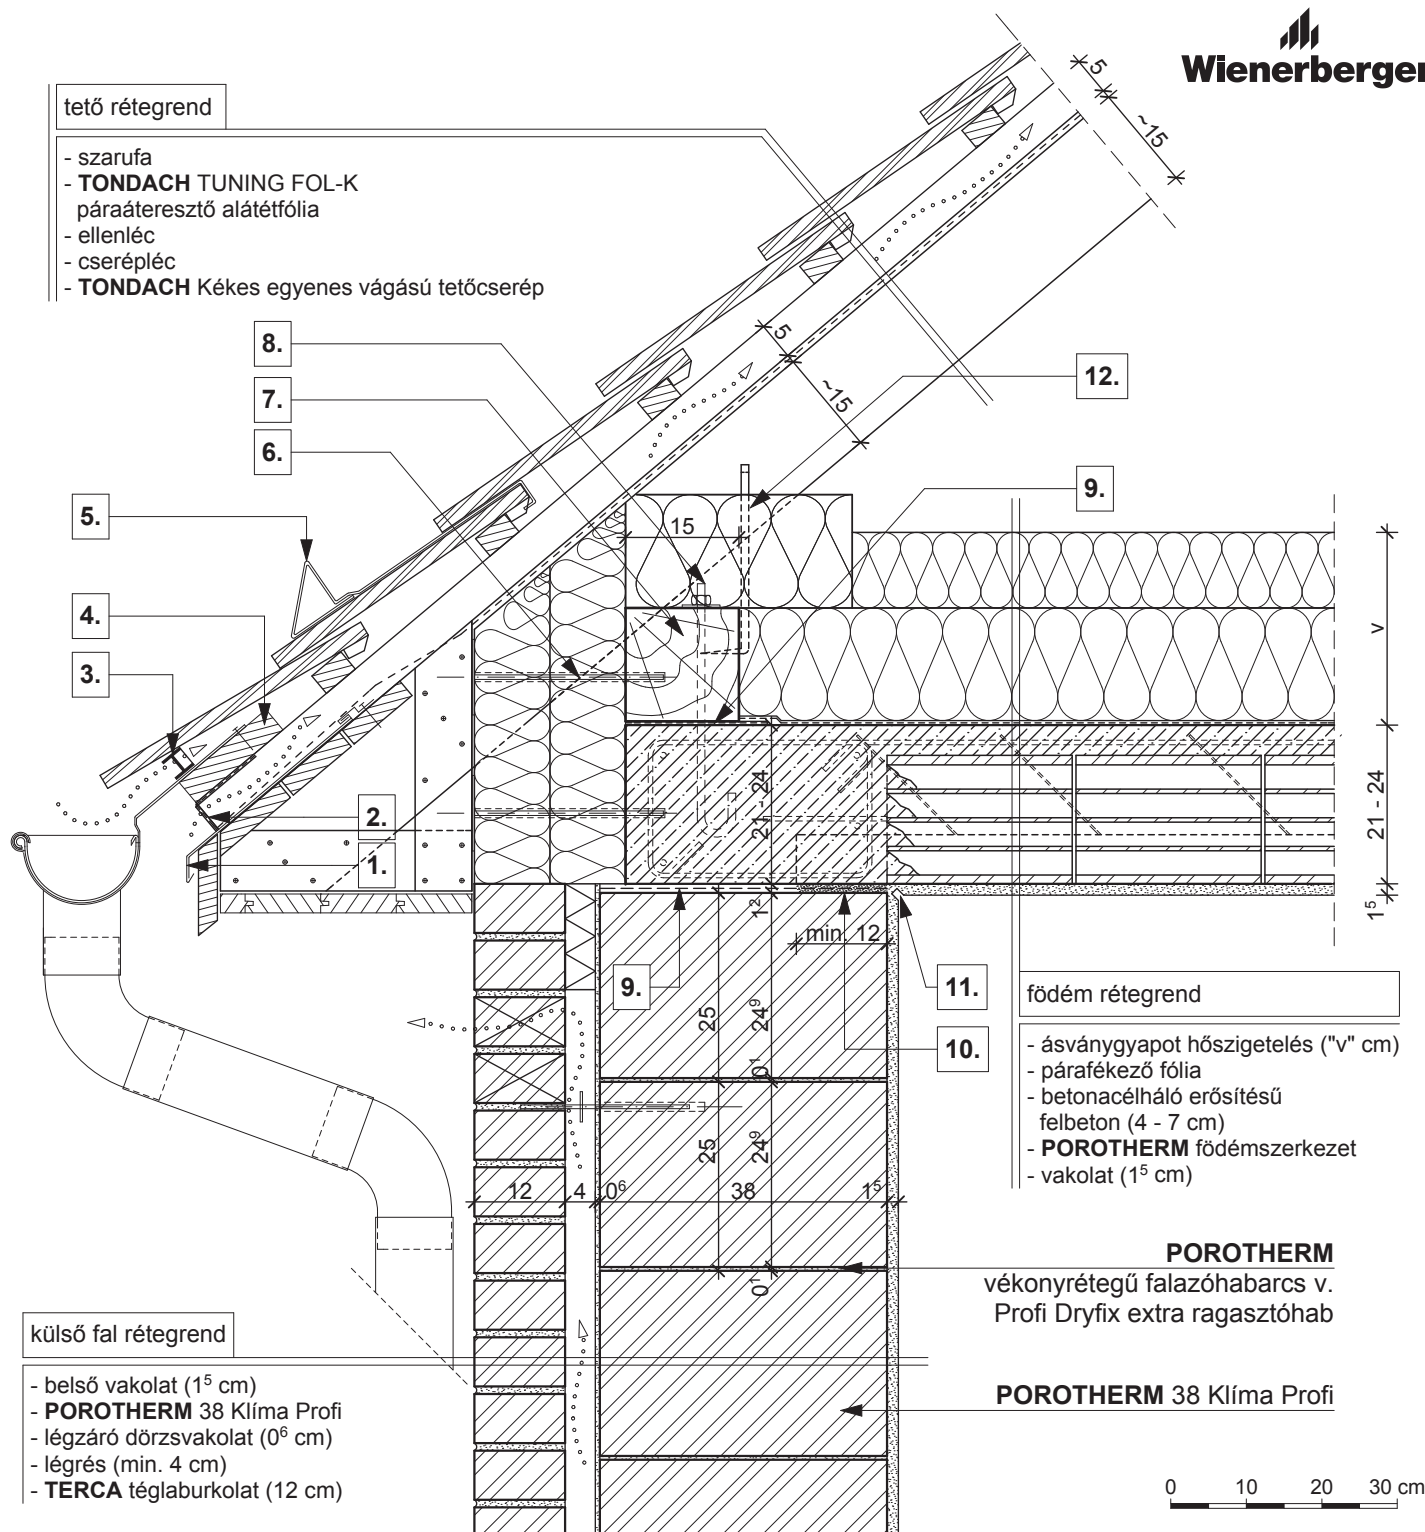 Wienerberger
tető rétegrend
- szarufa
- TONDACH TUNING FOL-K
páraáteresztő alátétfólia
- ellenléc
- cserépléc
- TONDACH Kékes egyenes vágású tetőcserép
5
~15
5
~15
8.
7.
6.
5.
4.
3.
2.
1.
12.
9.
15
v
21 - 24
21 - 24
1⁵
1²
min. 12
9.
11.
10.
25
24⁹
0¹
25
24⁹
0¹
12
4
0⁶
38
1⁵
födém rétegrend
- ásványgyapot hőszigetelés ("v" cm)
- párafékező fólia
- betonacélháló erősítésű
felbeton (4 - 7 cm)
- POROTHERM födémszerkezet
- vakolat (1⁵ cm)
POROTHERM
vékonyrétegű falazóhabarcs v.
Profi Dryfix extra ragasztóhab
POROTHERM 38 Klíma Profi
külső fal rétegrend
- belső vakolat (1⁵ cm)
- POROTHERM 38 Klíma Profi
- légzáró dörzsvakolat (0⁶ cm)
- légrés (min. 4 cm)
- TERCA téglaburkolat (12 cm)
0 10 20 30 cm